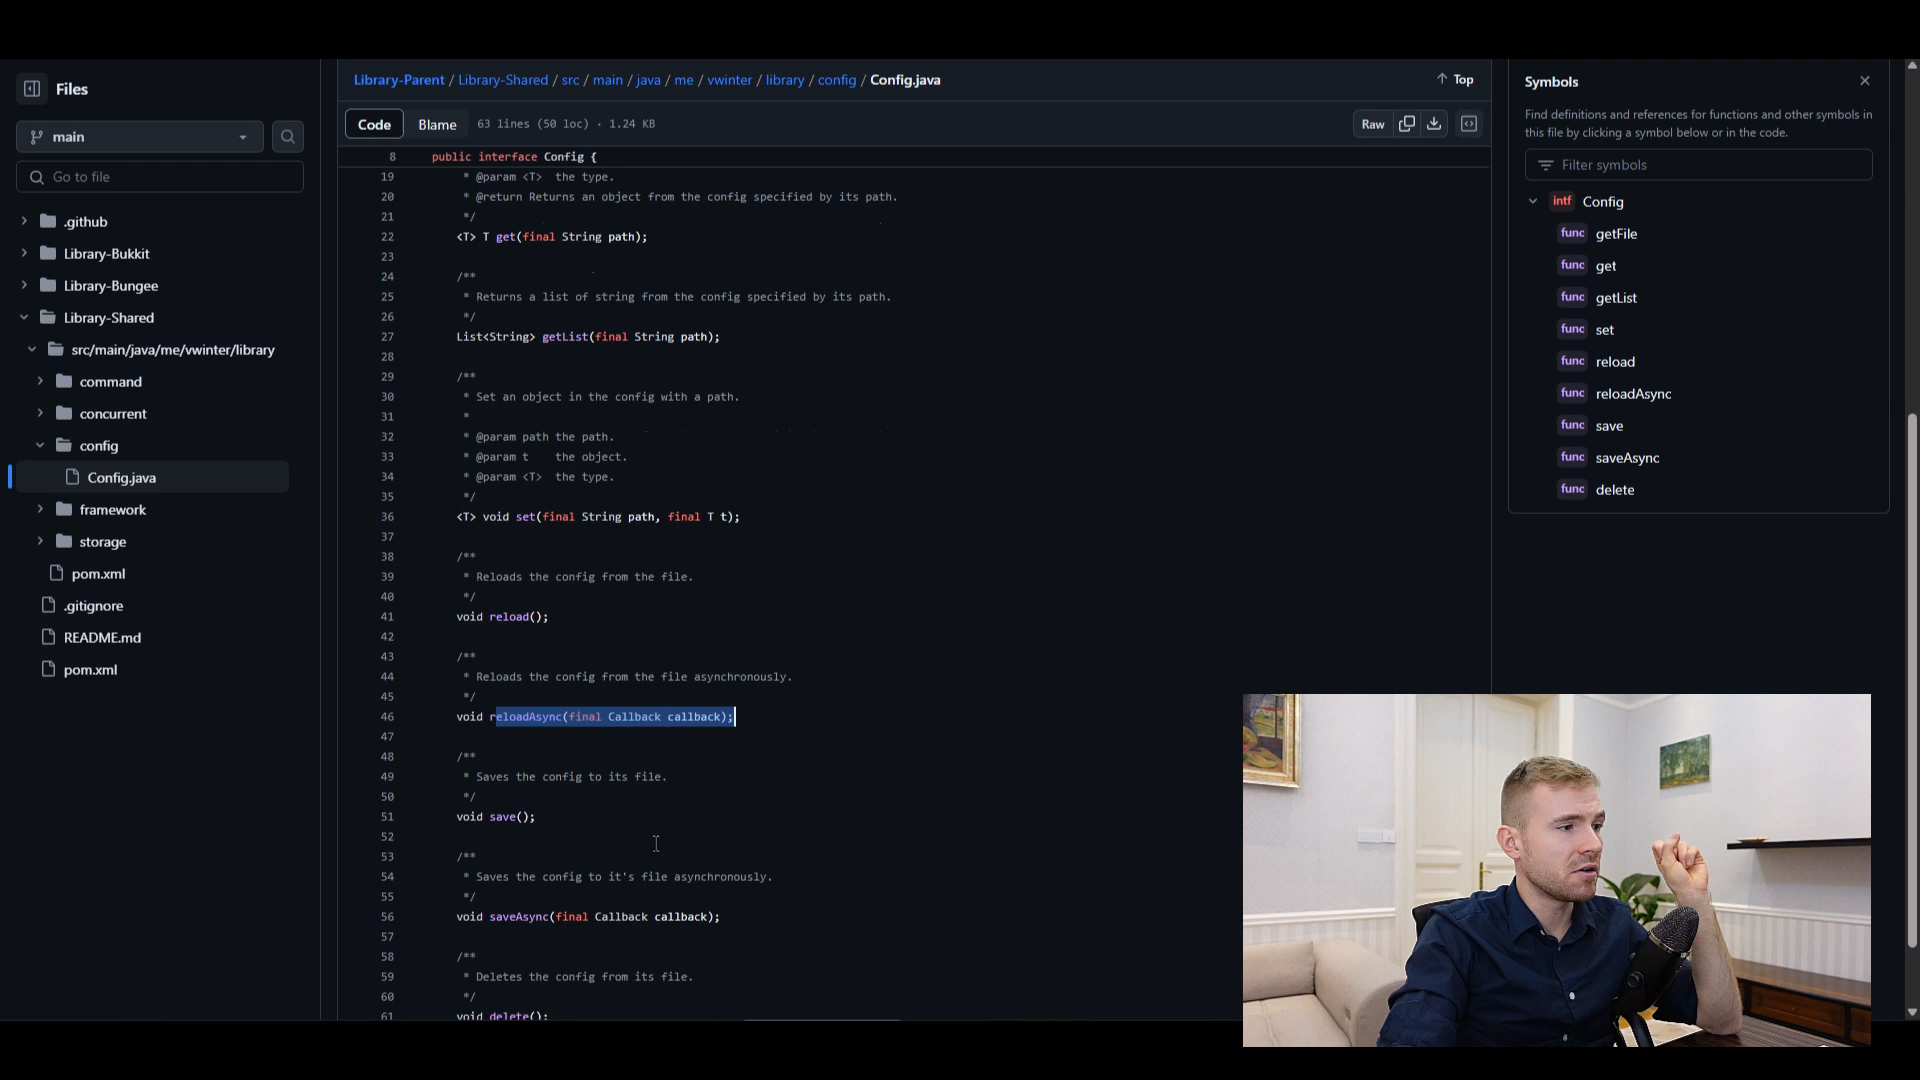 Files
main
Go to file
.github
Library-Bukkit
Library-Bungee
Library-Shared
src/main/java/me/vwinter/library
command
concurrent
config
Config.java
framework
storage
pom.xml
.gitignore
README.md
pom.xml
Library-Parent / Library-Shared / src / main / java / me / vwinter / library / config / Config.java
Top
Code Blame 63 lines (50 loc) · 1.24 KB
Raw
8 public interface Config {
19 * @param <T>  the type.
20 * @return Returns an object from the config specified by its path.
21 */
22 <T> T get(final String path);
23
24 /**
25 * Returns a list of string from the config specified by its path.
26 */
27 List<String> getList(final String path);
28
29 /**
30 * Set an object in the config with a path.
31 *
32 * @param path the path.
33 * @param t    the object.
34 * @param <T>  the type.
35 */
36 <T> void set(final String path, final T t);
37
38 /**
39 * Reloads the config from the file.
40 */
41 void reload();
42
43 /**
44 * Reloads the config from the file asynchronously.
45 */
46 void reloadAsync(final Callback callback);
47
48 /**
49 * Saves the config to its file.
50 */
51 void save();
52
53 /**
54 * Saves the config to it's file asynchronously.
55 */
56 void saveAsync(final Callback callback);
57
58 /**
59 * Deletes the config from its file.
60 */
61 void delete();
Symbols
Find definitions and references for functions and other symbols in
this file by clicking a symbol below or in the code.
Filter symbols
intf Config
func getFile
func get
func getList
func set
func reload
func reloadAsync
func save
func saveAsync
func delete